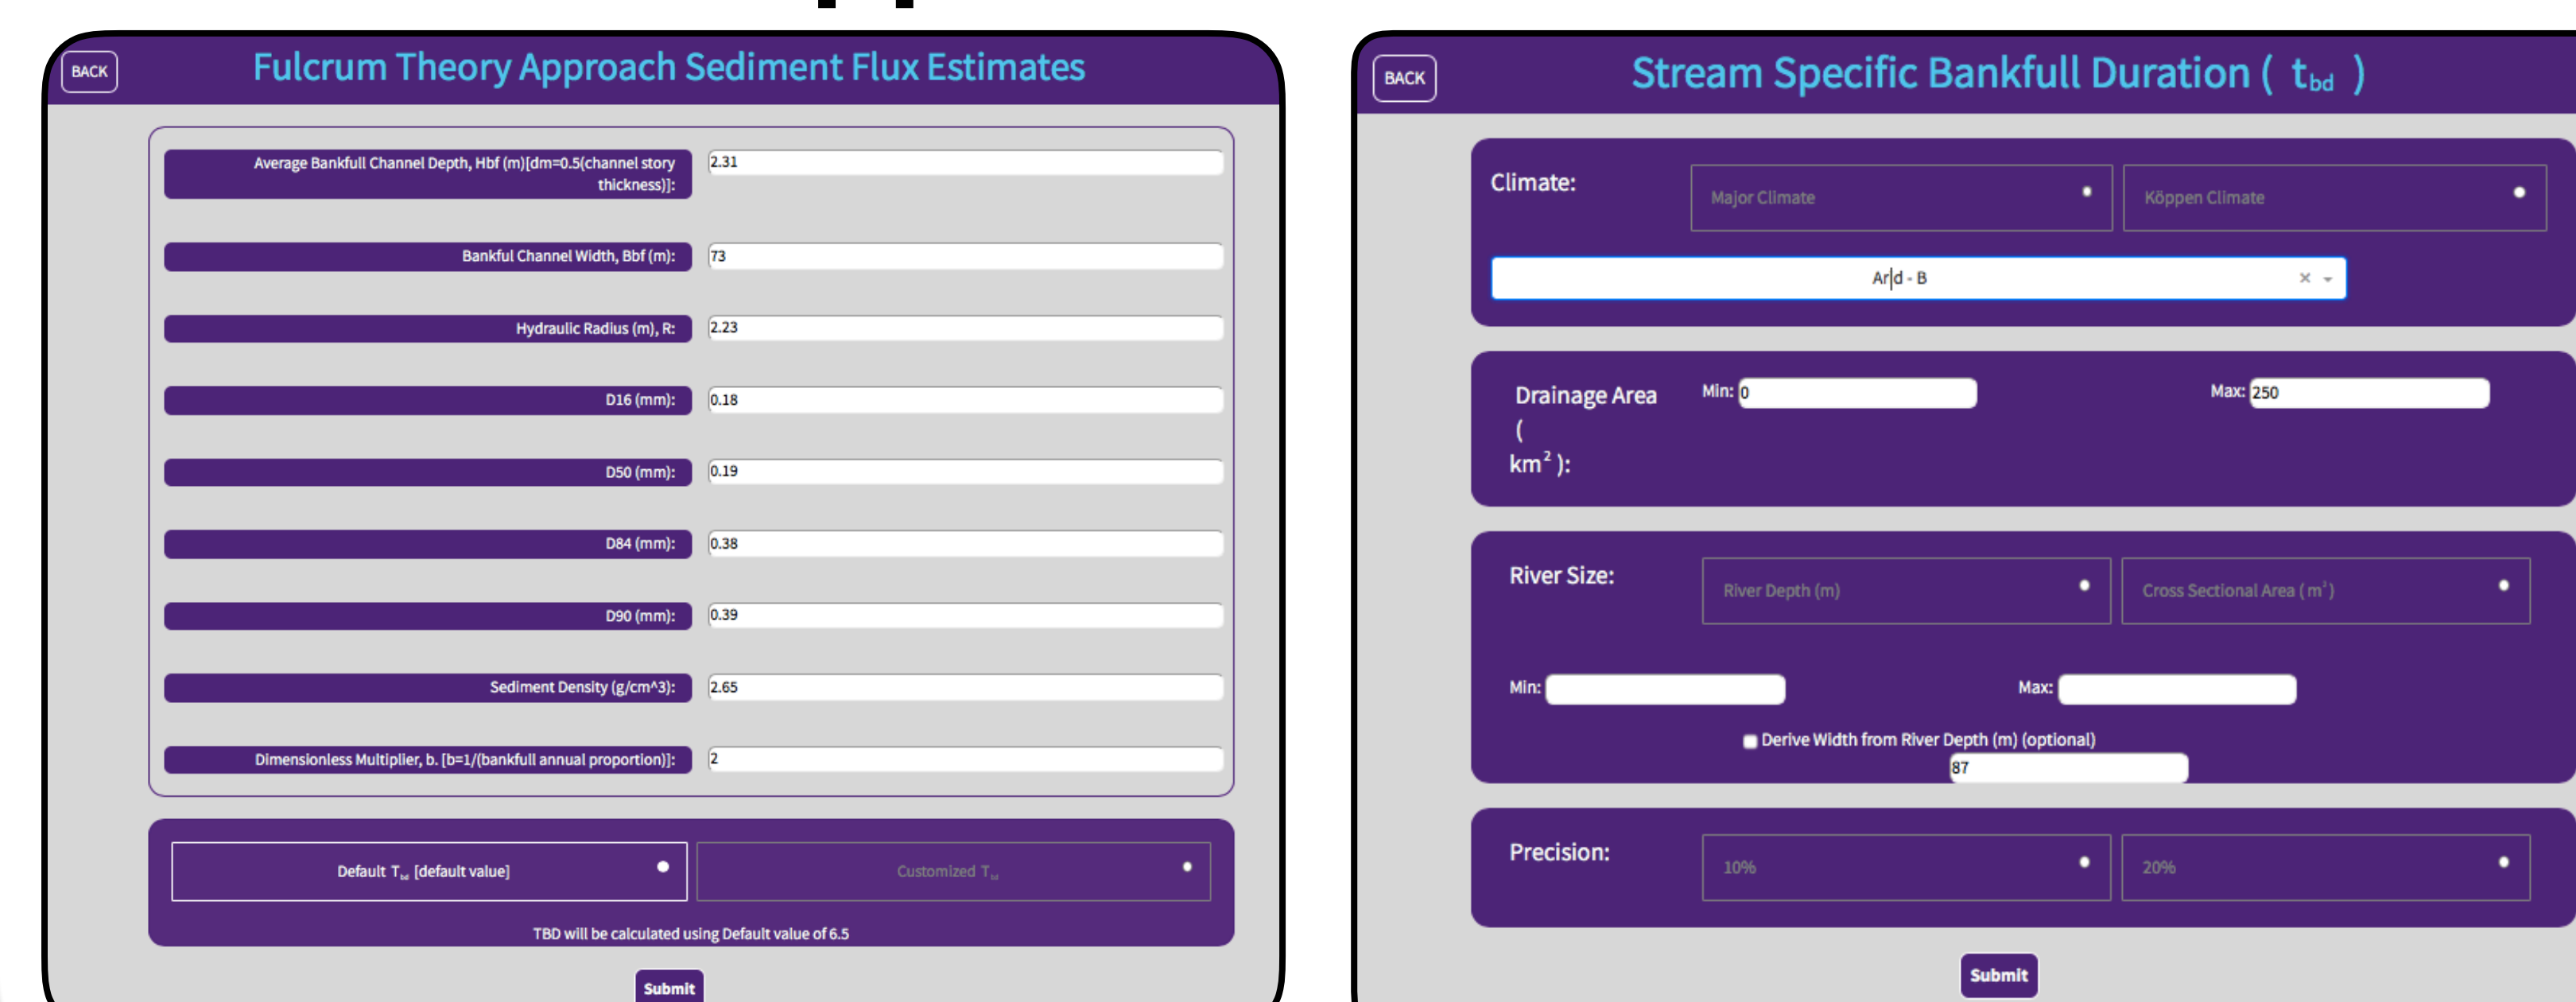 BACK
Fulcrum Theory Approach Sediment Flux Estimates
Average Bankfull Channel Depth, Hbf (m)[dm=0.5(channel story
thickness)]:
2.31
Bankful Channel Width, Bbf (m):
73
Hydraulic Radius (m), R:
2.23
D16 (mm):
0.18
D50 (mm):
0.19
D84 (mm):
0.38
D90 (mm):
0.39
Sediment Density (g/cm^3):
2.65
Dimensionless Multiplier, b. [b=1/(bankfull annual proportion)]:
2
Default Tbd [default value]
Customized Tbd
TBD will be calculated using Default value of 6.5
Submit
BACK
Stream Specific Bankfull Duration ( tbd )
Climate:
Major Climate
Köppen Climate
Arid - B
Drainage Area
(
km² ):
Min: 0
Max: 250
River Size:
River Depth (m)
Cross Sectional Area ( m² )
Min:
Max:
Derive Width from River Depth (m) (optional)
87
Precision:
10%
20%
Submit